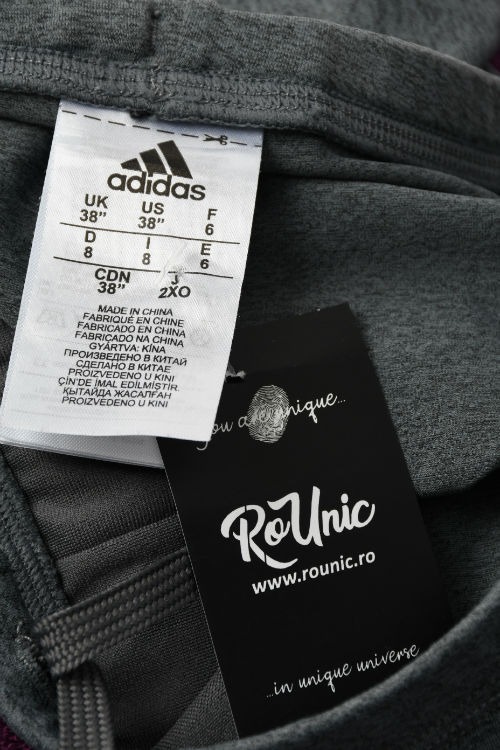 adidas
UK US F
38" 38" 6
D I E
8 8 6
CDN J
38" 2XO
MADE IN CHINA
FABRIQUÉ EN CHINE
FABRICADO EN CHINA
FABRICADO NA CHINA
GYÁRTVA: KÍNA
ПРОИЗВЕДЕНО В КИТАЙ
СДЕЛАНО В КИТАЕ
PROIZVEDENO U KINI
ÇİN'DE İMAL EDİLMİŞTİR.
ҚЫТАЙДА ЖАСАЛҒАН
PROIZVEDENO U KINI
you are unique...
RoUnic
www.rounic.ro
...in unique universe